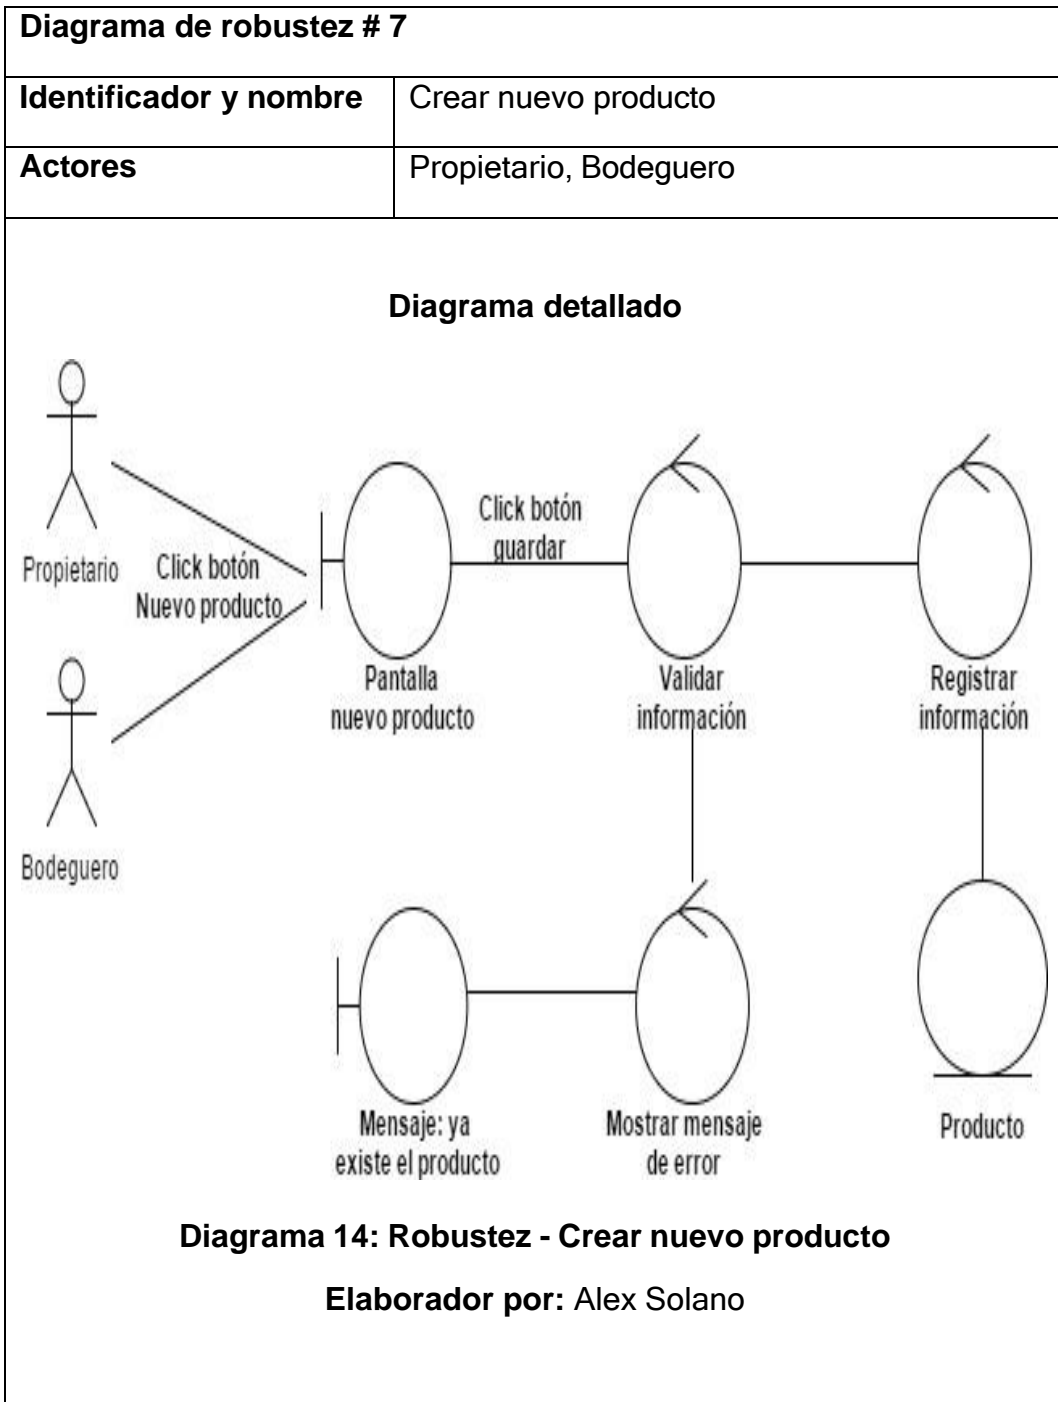 Diagrama de robustez # 7
Identificador y nombre
Crear nuevo producto
Actores
Propietario, Bodeguero
Diagrama detallado
Propietario
Click botón
Nuevo producto
Bodeguero
Pantalla
nuevo producto
Click botón
guardar
Validar
información
Registrar
información
Mensaje: ya
existe el producto
Mostrar mensaje
de error
Producto
Diagrama 14: Robustez - Crear nuevo producto
Elaborador por: Alex Solano